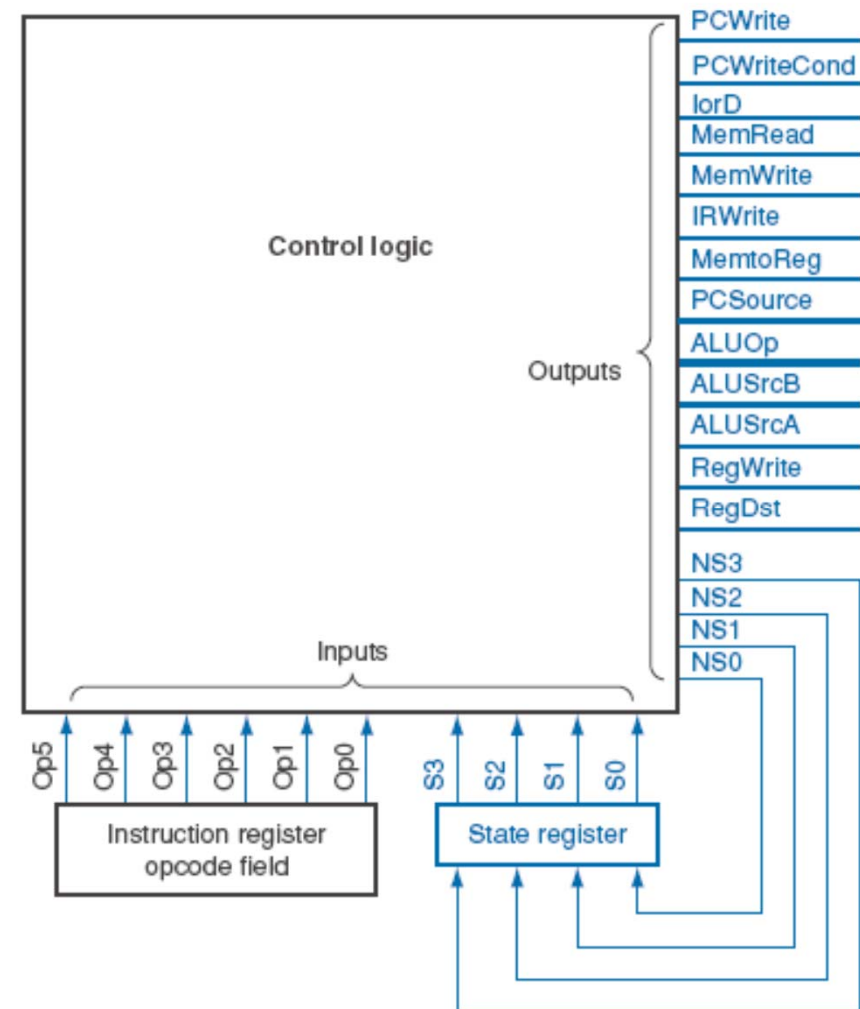 PCWrite
PCWriteCond
IorD
MemRead
MemWrite
IRWrite
Control logic
MemtoReg
PCSource
ALUOp
Outputs
ALUSrcB
ALUSrcA
RegWrite
RegDst
NS3
NS2
NS1
NS0
Inputs
Op5
Op4
Op3
Op2
Op1
Op0
S3
S2
S1
S0
Instruction register
opcode field
State register